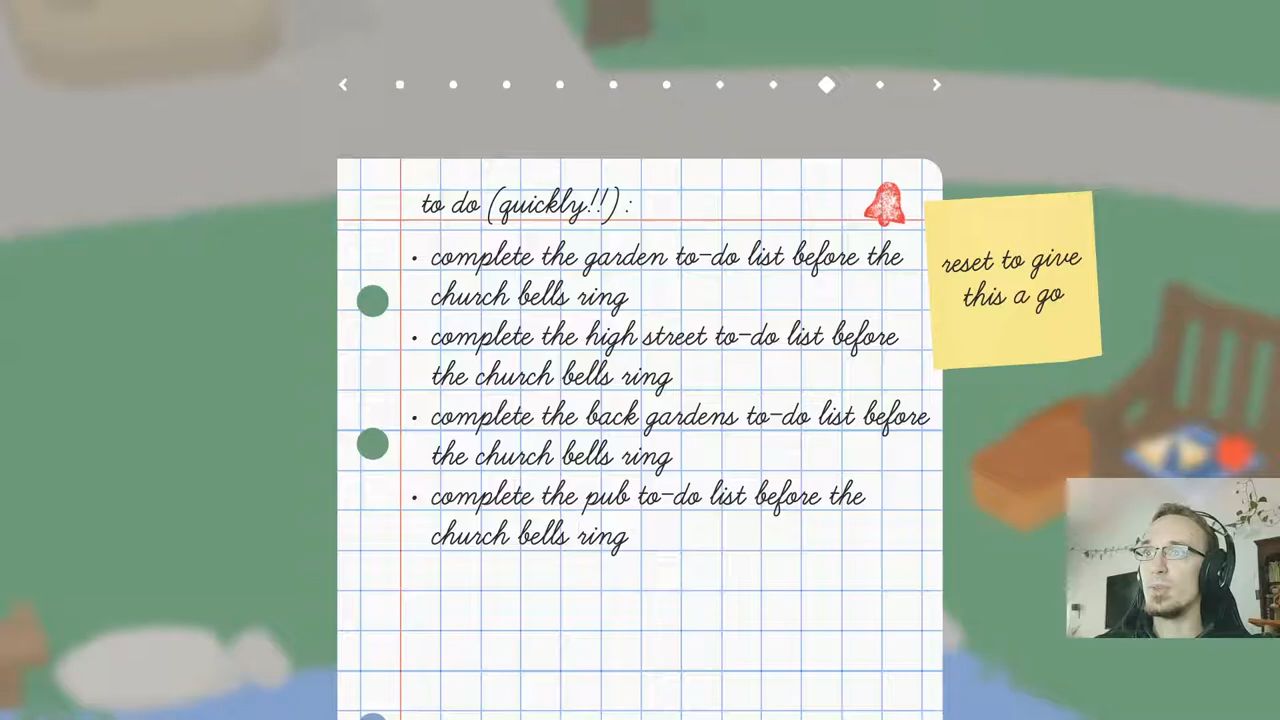 to do (quickly!!) :
• complete the garden to-do list before the
church bells ring
• complete the high street to-do list before
the church bells ring
• complete the back gardens to-do list before
the church bells ring
• complete the pub to-do list before the
church bells ring
reset to give
this a go